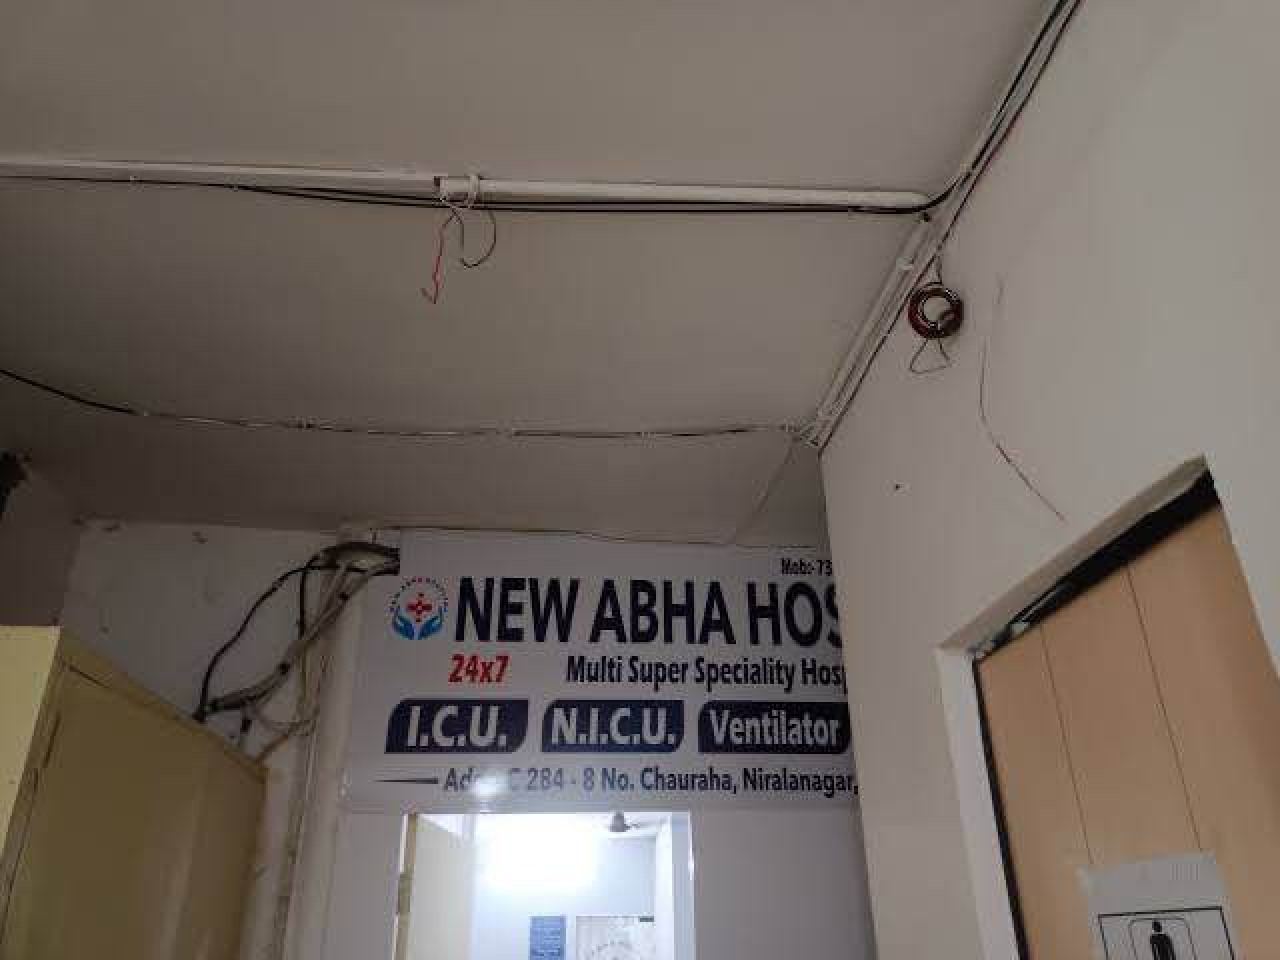 Mob:- 73
NEW ABHA HOS
24x7 Multi Super Speciality Hosp
I.C.U. N.I.C.U. Ventilator
C 284 - 8 No. Chauraha, Niralanagar,